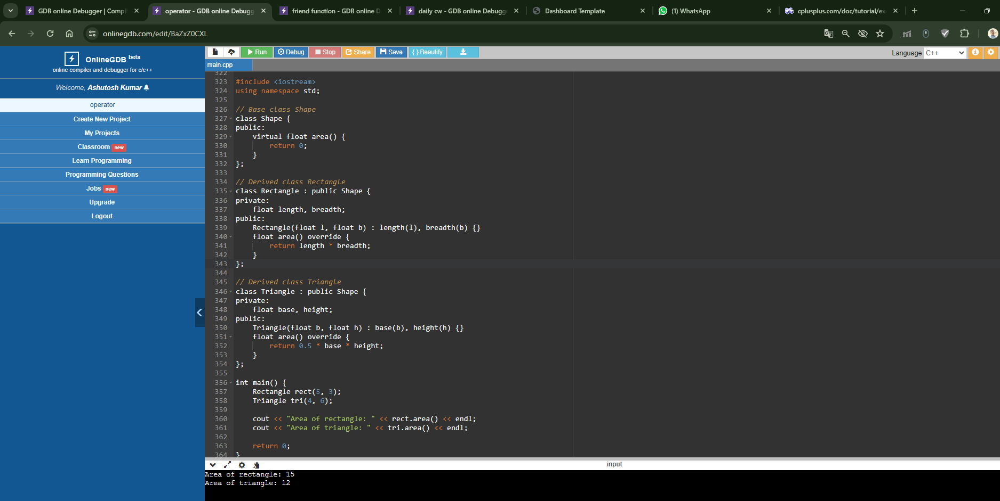 GDB online Debugger | Compil
operator - GDB online Debugg
friend function - GDB online D
daily cw - GDB online Debugg
Dashboard Template
(1) WhatsApp
cplusplus.com/doc/tutorial/ex
onlinegdb.com/edit/BaZxZ0CXL
OnlineGDB beta
online compiler and debugger for c/c++
Welcome, Ashutosh Kumar
operator
Create New Project
My Projects
Classroom new
Learn Programming
Programming Questions
Jobs new
Upgrade
Logout
Run Debug Stop Share Save { } Beautify
Language C++
main.cpp
322
323 #include <iostream>
324 using namespace std;
325
326 // Base class Shape
327 class Shape {
328 public:
329 virtual float area() {
330 return 0;
331 }
332 };
333
334 // Derived class Rectangle
335 class Rectangle : public Shape {
336 private:
337 float length, breadth;
338 public:
339 Rectangle(float l, float b) : length(l), breadth(b) {}
340 float area() override {
341 return length * breadth;
342 }
343 };
344
345 // Derived class Triangle
346 class Triangle : public Shape {
347 private:
348 float base, height;
349 public:
350 Triangle(float b, float h) : base(b), height(h) {}
351 float area() override {
352 return 0.5 * base * height;
353 }
354 };
355
356 int main() {
357 Rectangle rect(5, 3);
358 Triangle tri(4, 6);
359
360 cout << "Area of rectangle: " << rect.area() << endl;
361 cout << "Area of triangle: " << tri.area() << endl;
362
363 return 0;
364 }
input
Area of rectangle: 15
Area of triangle: 12